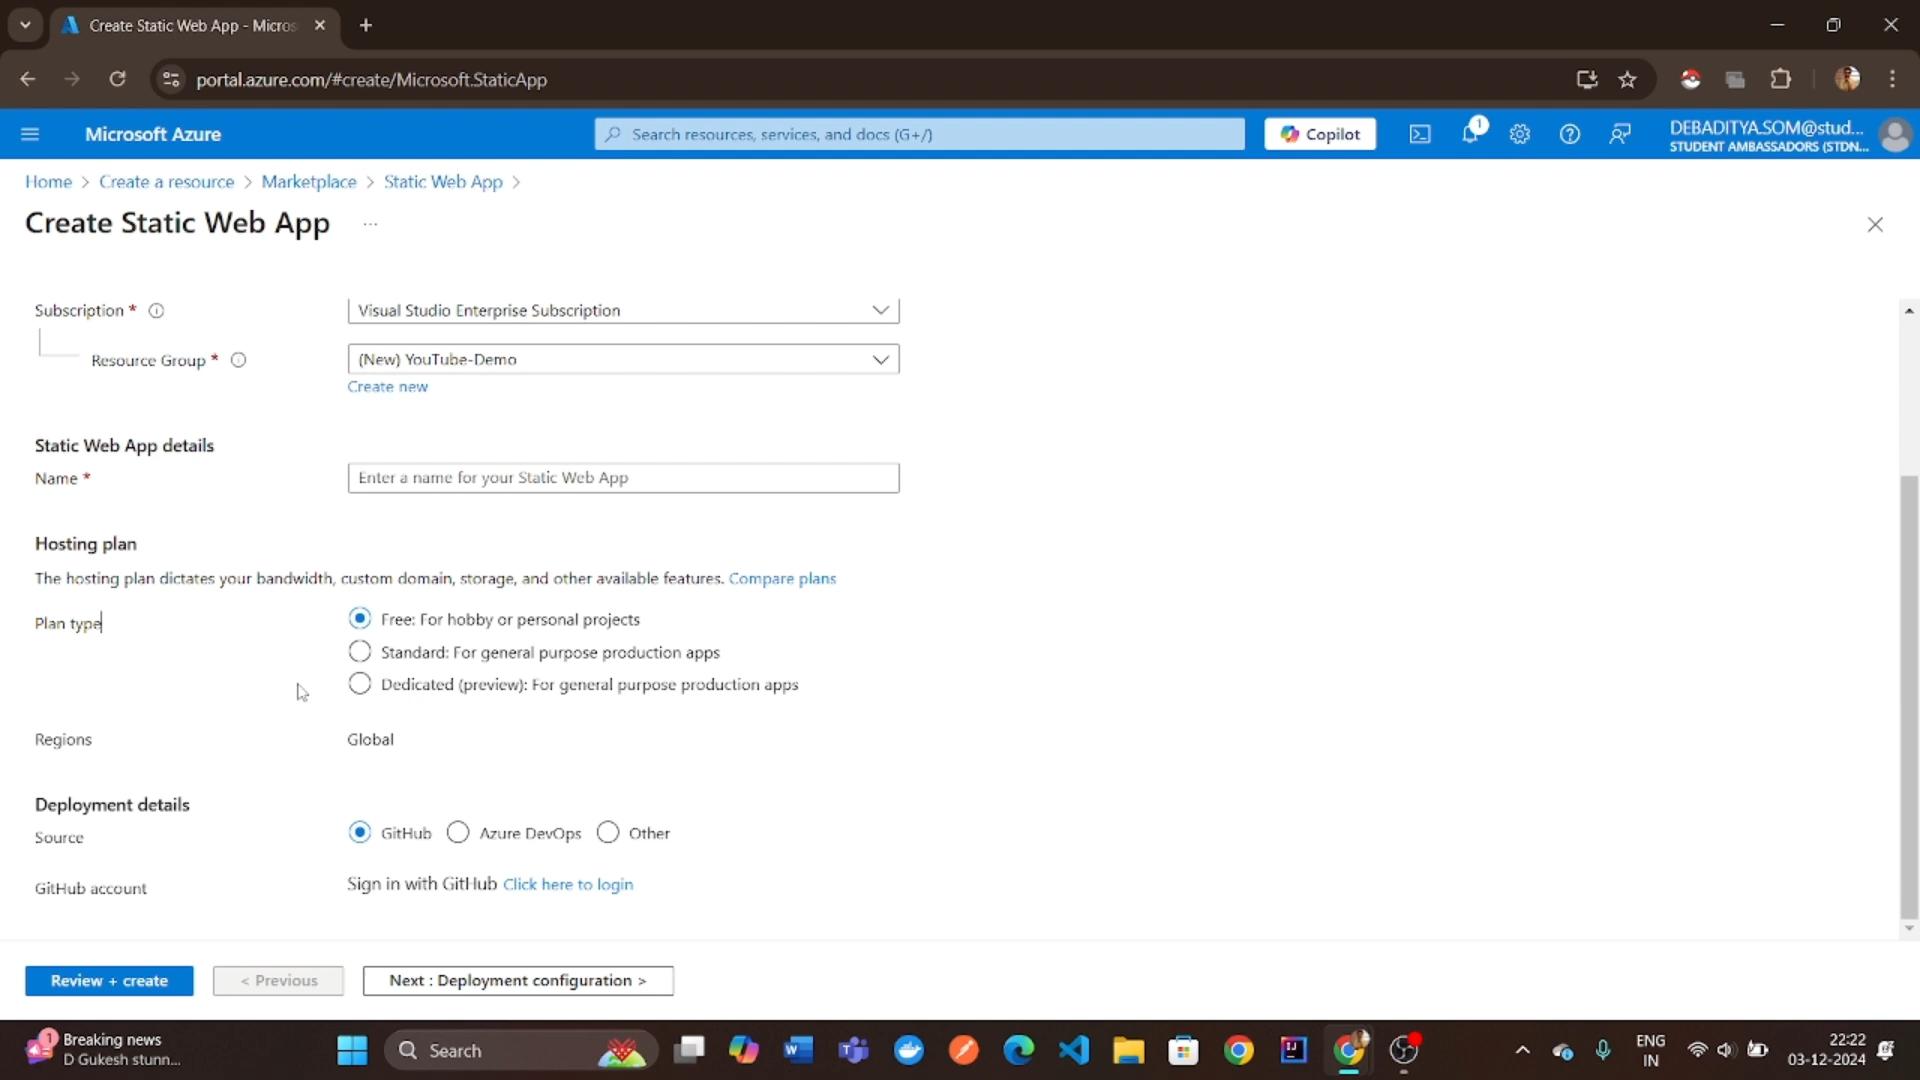 Create Static Web App - Micros
portal.azure.com/#create/Microsoft.StaticApp
Microsoft Azure
Search resources, services, and docs (G+/)
Copilot
1
DEBADITYA.SOM@stud...
STUDENT AMBASSADORS (STDN...
Home > Create a resource > Marketplace > Static Web App >
Create Static Web App ...
Subscription *
Visual Studio Enterprise Subscription
Resource Group *
(New) YouTube-Demo
Create new
Static Web App details
Name *
Enter a name for your Static Web App
Hosting plan
The hosting plan dictates your bandwidth, custom domain, storage, and other available features. Compare plans
Plan type
Free: For hobby or personal projects
Standard: For general purpose production apps
Dedicated (preview): For general purpose production apps
Regions
Global
Deployment details
Source
GitHub Azure DevOps Other
GitHub account
Sign in with GitHub Click here to login
Review + create
< Previous
Next : Deployment configuration >
1
Breaking news
D Gukesh stunn...
Search
ENG
IN
22:22
03-12-2024